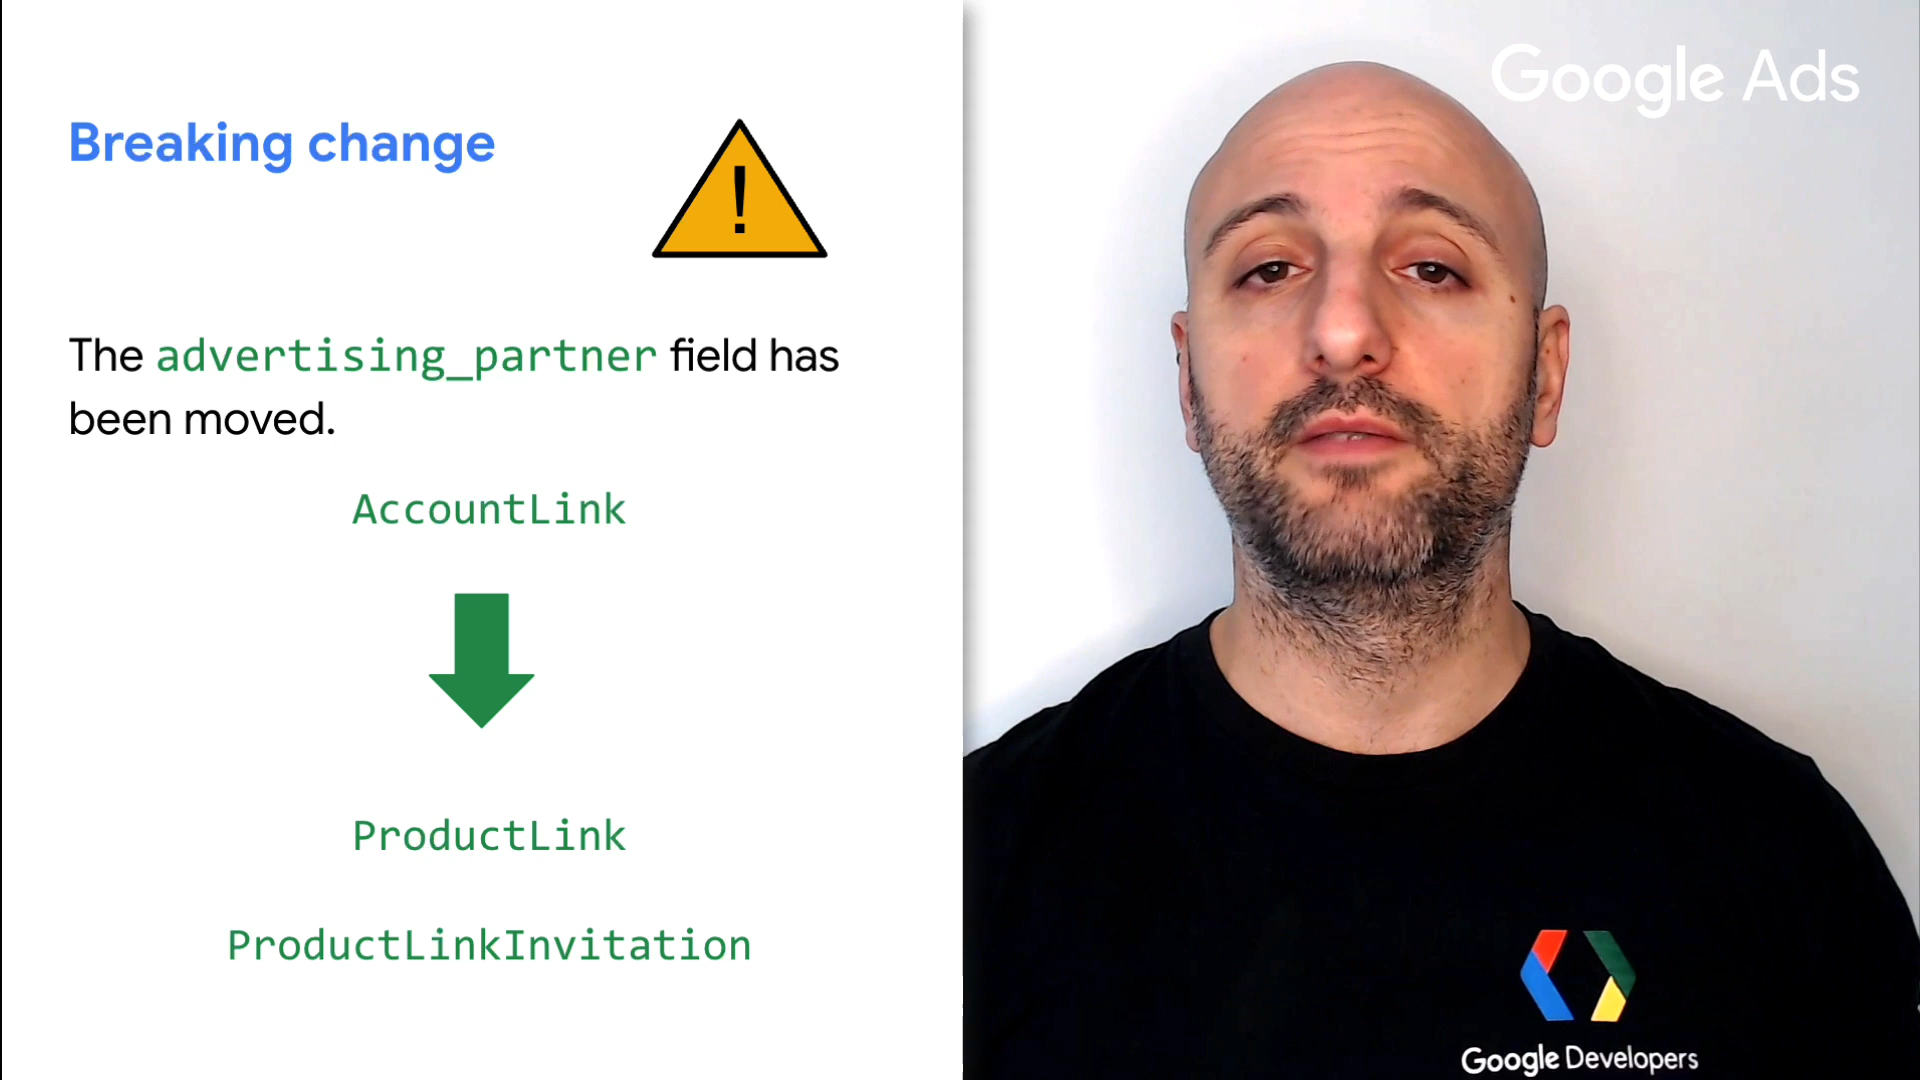 Breaking change
!
The advertising_partner field has
been moved.
AccountLink
ProductLink
ProductLinkInvitation
Google Ads
Google Developers